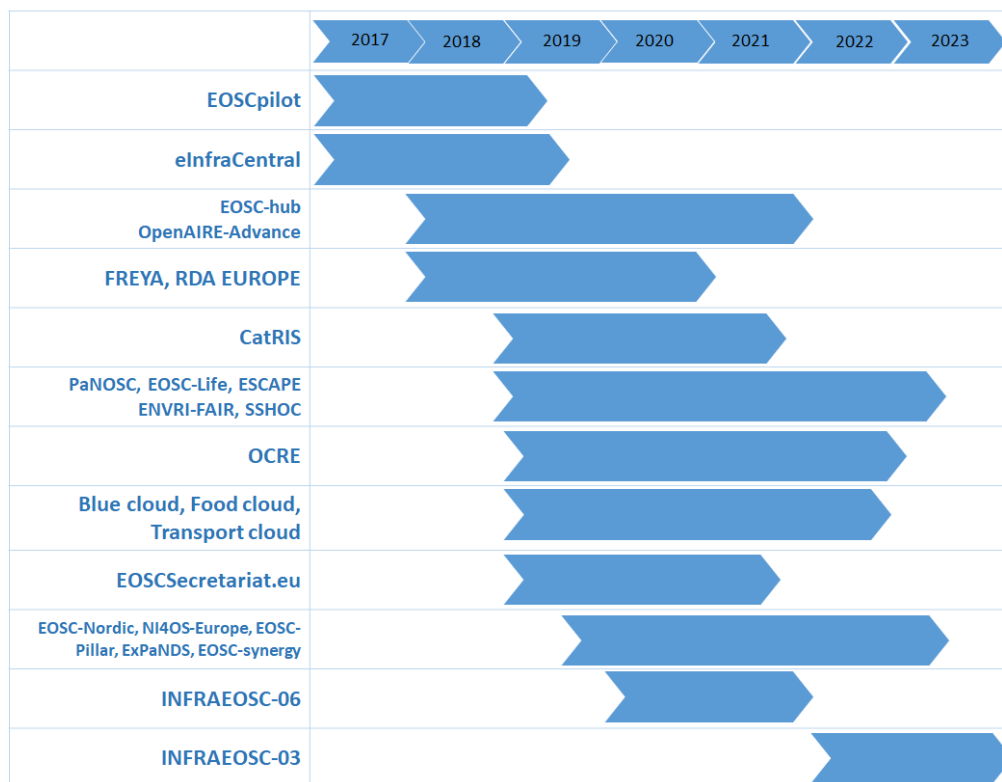 2017 2018 2019 2020 2021 2022 2023
EOSCpilot
eInfraCentral
EOSC-hub
OpenAIRE-Advance
FREYA, RDA EUROPE
CatRIS
PaNOSC, EOSC-Life, ESCAPE
ENVRI-FAIR, SSHOC
OCRE
Blue cloud, Food cloud,
Transport cloud
EOSCSecretariat.eu
EOSC-Nordic, NI4OS-Europe, EOSC-
Pillar, ExPaNDS, EOSC-synergy
INFRAEOSC-06
INFRAEOSC-03